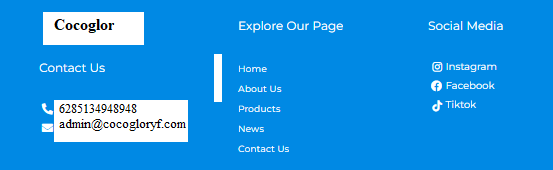 Cocoglor
Contact Us
6285134948948
admin@cocogloryf.com
Explore Our Page
Home
About Us
Products
News
Contact Us
Social Media
Instagram
Facebook
Tiktok